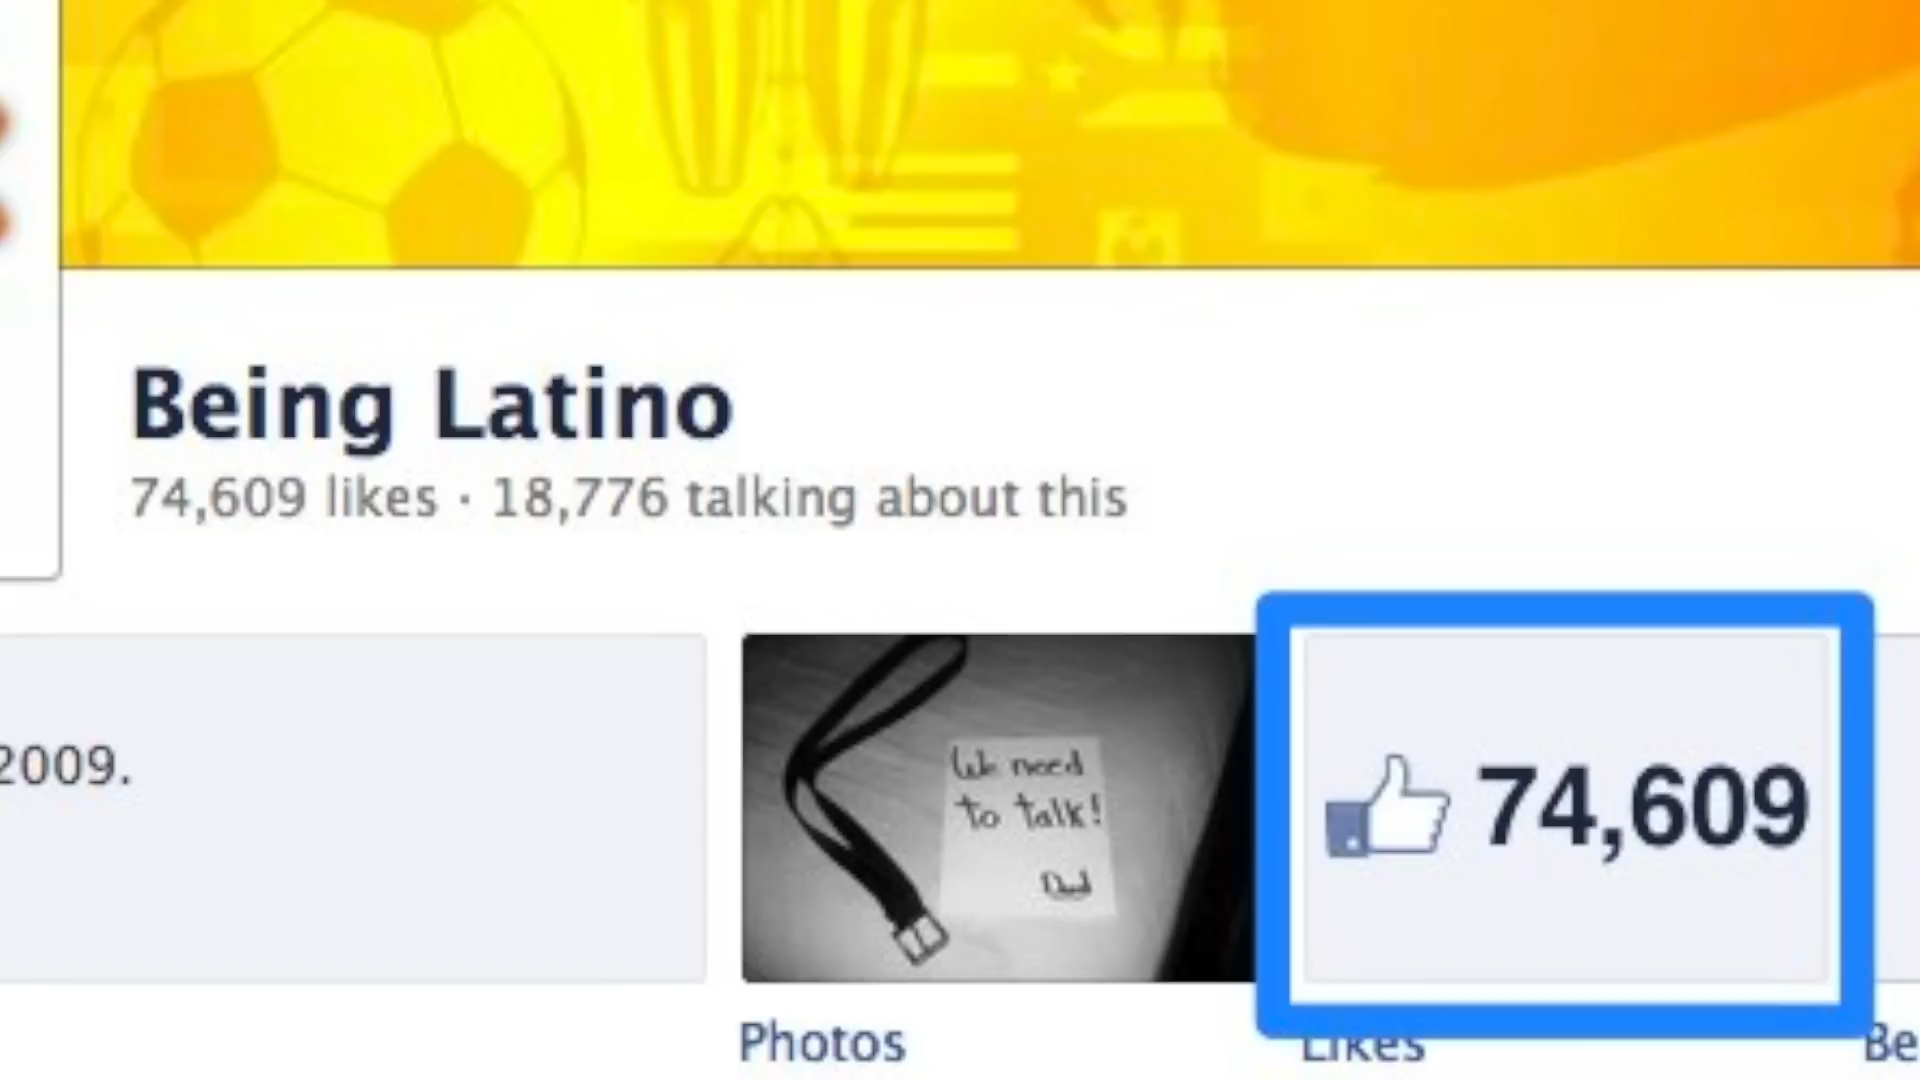 Being Latino
74,609 likes · 18,776 talking about this
2009.
We need
to talk!
Dad
74,609
Photos
Likes
Be